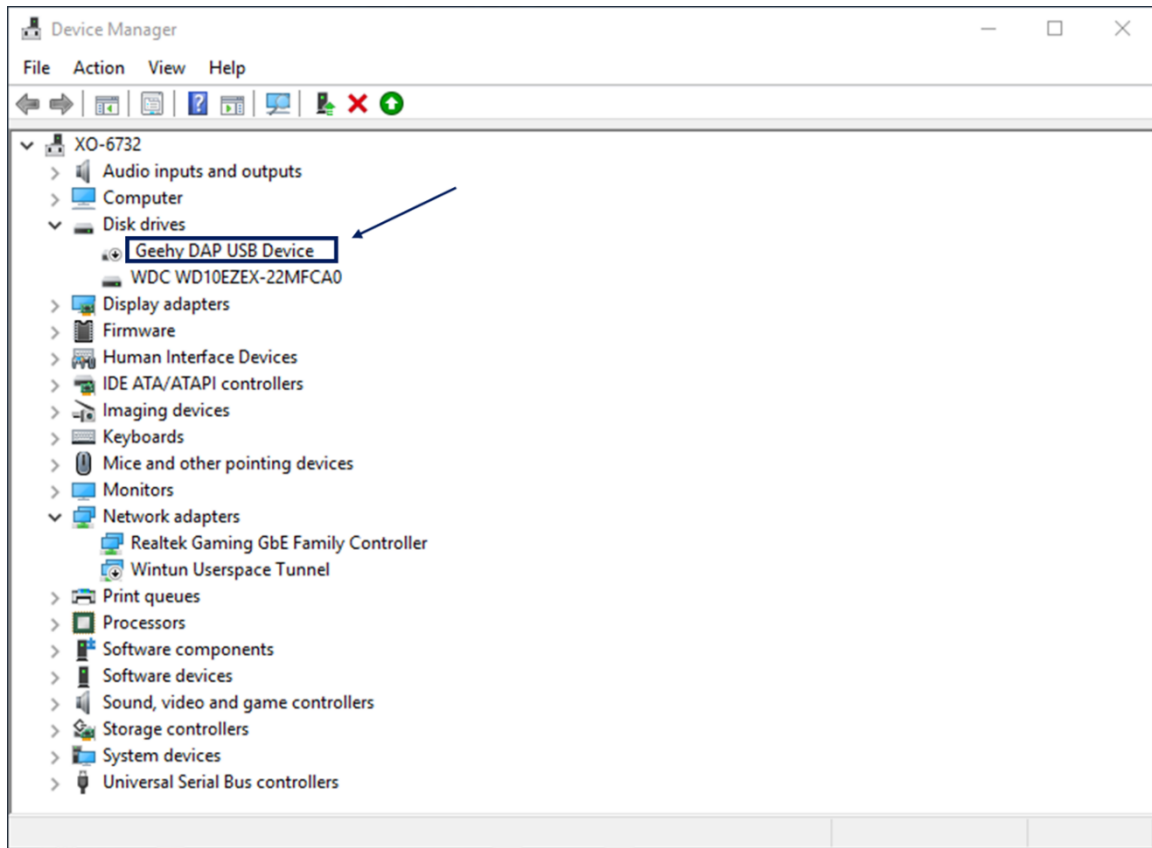 Device Manager
File Action View Help
XO-6732
Audio inputs and outputs
Computer
Disk drives
Geehy DAP USB Device
WDC WD10EZEX-22MFCA0
Display adapters
Firmware
Human Interface Devices
IDE ATA/ATAPI controllers
Imaging devices
Keyboards
Mice and other pointing devices
Monitors
Network adapters
Realtek Gaming GbE Family Controller
Wintun Userspace Tunnel
Print queues
Processors
Software components
Software devices
Sound, video and game controllers
Storage controllers
System devices
Universal Serial Bus controllers